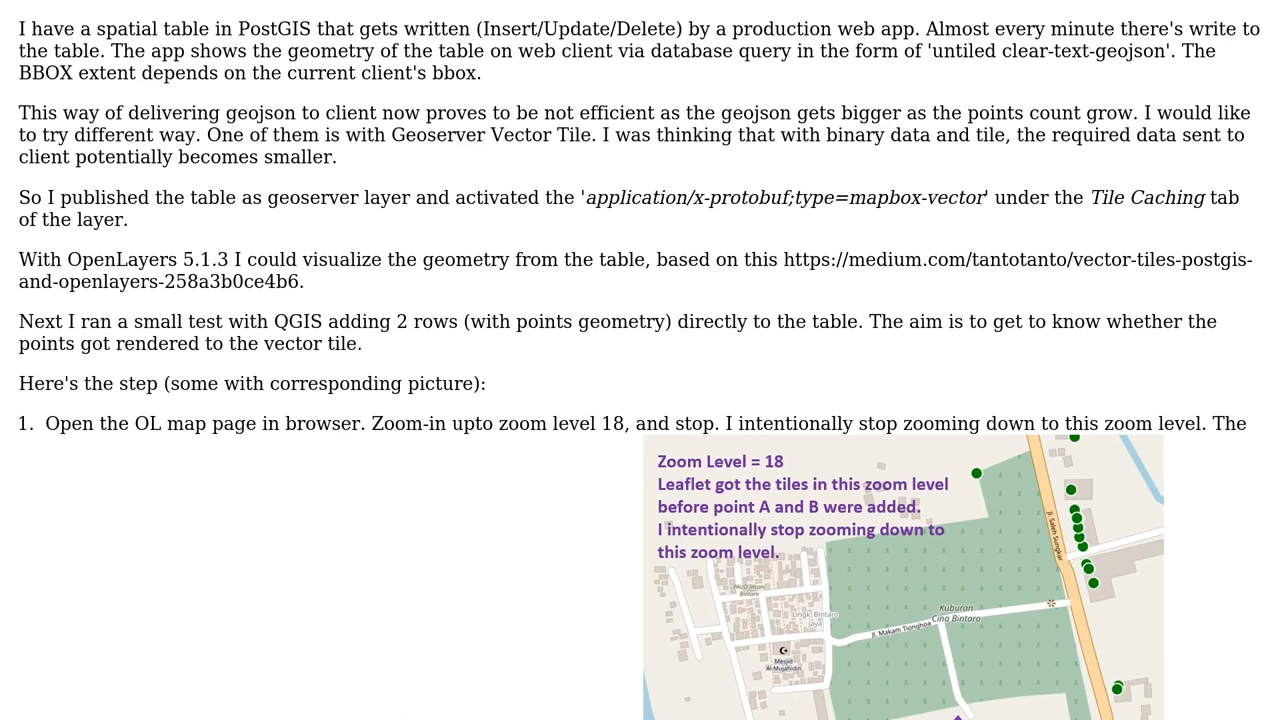 I have a spatial table in PostGIS that gets written (Insert/Update/Delete) by a production web app. Almost every minute there's write to
the table. The app shows the geometry of the table on web client via database query in the form of 'untiled clear-text-geojson'. The
BBOX extent depends on the current client's bbox.
This way of delivering geojson to client now proves to be not efficient as the geojson gets bigger as the points count grow. I would like
to try different way. One of them is with Geoserver Vector Tile. I was thinking that with binary data and tile, the required data sent to
client potentially becomes smaller.
So I published the table as geoserver layer and activated the 'application/x-protobuf;type=mapbox-vector' under the Tile Caching tab
of the layer.
With OpenLayers 5.1.3 I could visualize the geometry from the table, based on this https://medium.com/tantotanto/vector-tiles-postgis-
and-openlayers-258a3b0ce4b6.
Next I ran a small test with QGIS adding 2 rows (with points geometry) directly to the table. The aim is to get to know whether the
points got rendered to the vector tile.
Here's the step (some with corresponding picture):
1. Open the OL map page in browser. Zoom-in upto zoom level 18, and stop. I intentionally stop zooming down to this zoom level. The
Zoom Level = 18
Leaflet got the tiles in this zoom level
before point A and B were added.
I intentionally stop zooming down to
this zoom level.
Jl. Saleh Sungkar
PAUD Insani
Bintaro
Lingk. Bintaro
Jaya
Kuburan
Cina Bintaro
Jl. Makam Tionghoa
Mesjid
Al-Mujahidin